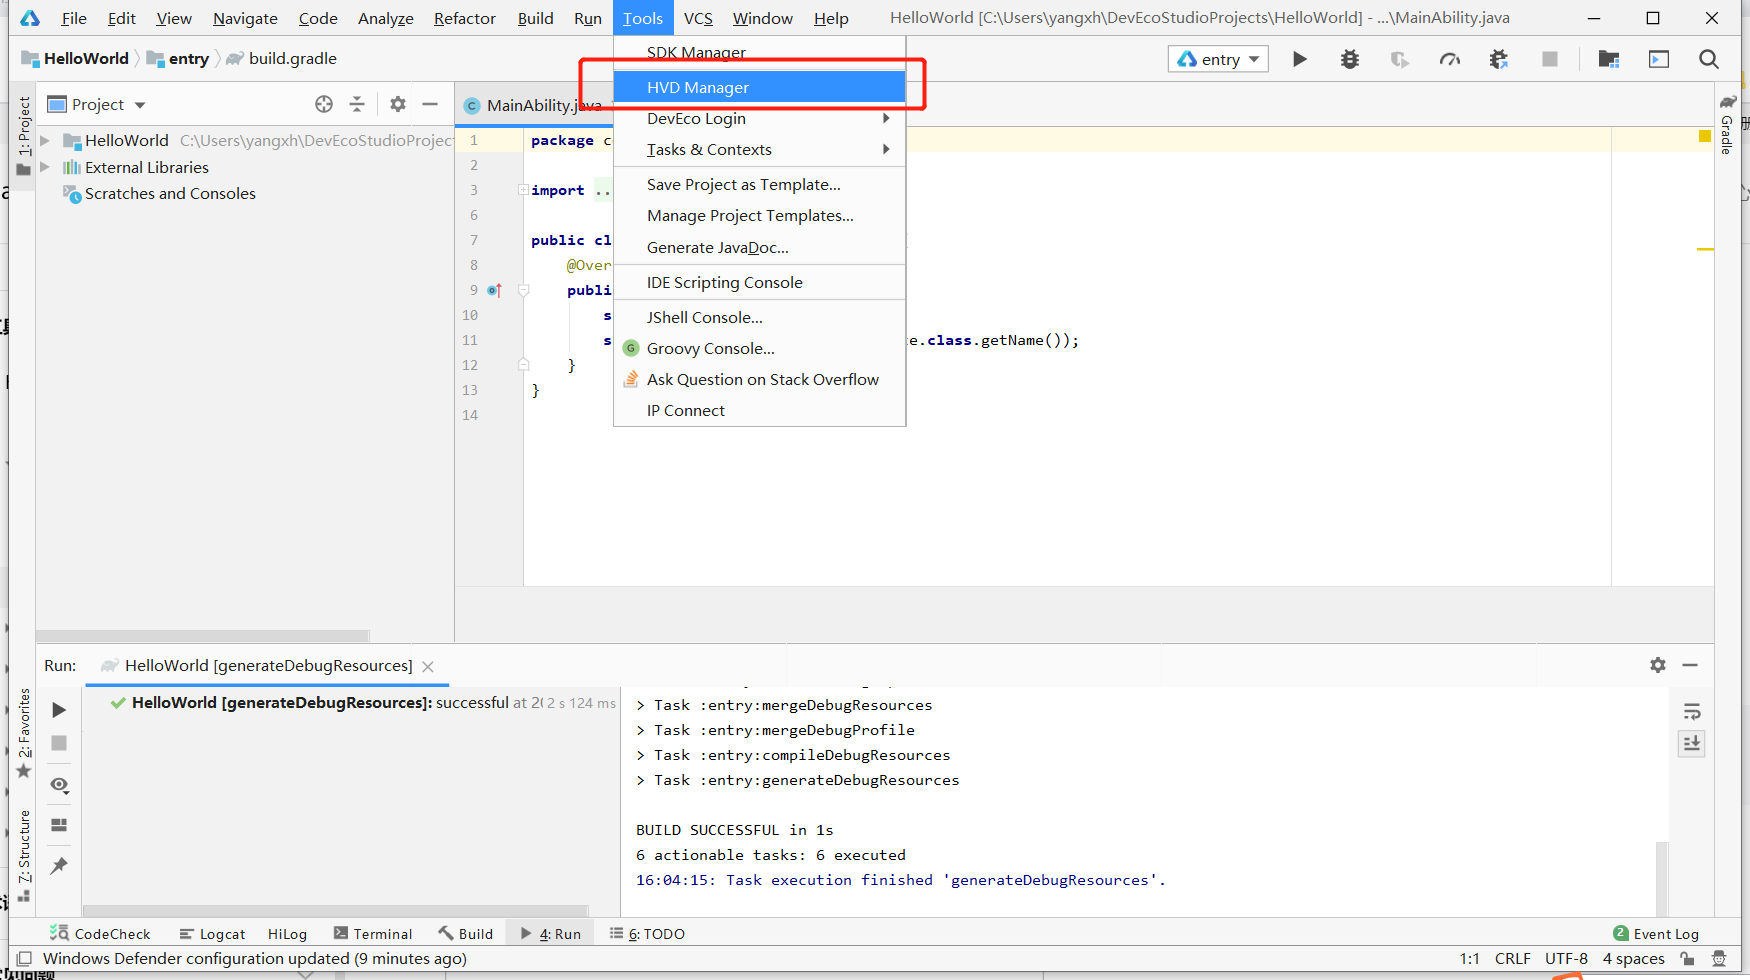 File Edit View Navigate Code Analyze Refactor Build Run Tools VCS Window Help HelloWorld [C:\Users\yangxh\DevEcoStudioProjects\HelloWorld] - ...\MainAbility.java
HelloWorld entry build.gradle
entry
SDK Manager
HVD Manager
DevEco Login
Tasks & Contexts
Save Project as Template...
Manage Project Templates...
Generate JavaDoc...
IDE Scripting Console
JShell Console...
Groovy Console...
Ask Question on Stack Overflow
IP Connect
1: Project
Project
HelloWorld C:\Users\yangxh\DevEcoStudioProjec
External Libraries
Scratches and Consoles
MainAbility.java
Gradle
1 package c
2
3 import ..
6
7 public cl
8 @Over
9 publi
10 s
11 s e.class.getName());
12 }
13 }
14
Run: HelloWorld [generateDebugResources]
HelloWorld [generateDebugResources]: successful at 20 2 s 124 ms
> Task :entry:mergeDebugResources
> Task :entry:mergeDebugProfile
> Task :entry:compileDebugResources
> Task :entry:generateDebugResources
BUILD SUCCESSFUL in 1s
6 actionable tasks: 6 executed
16:04:15: Task execution finished 'generateDebugResources'.
2: Favorites
Z: Structure
CodeCheck Logcat HiLog Terminal Build 4: Run 6: TODO 2 Event Log
Windows Defender configuration updated (9 minutes ago) 1:1 CRLF UTF-8 4 spaces